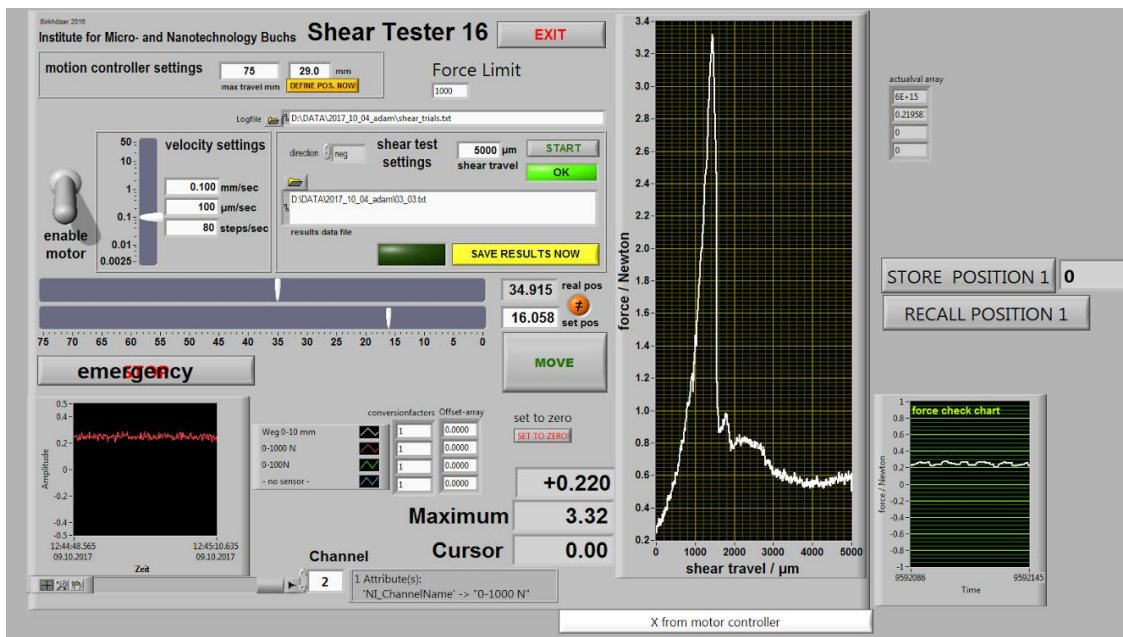 Birkhölzer 2016
Institute for Micro- and Nanotechnology Buchs
Shear Tester 16
EXIT
motion controller settings
75
29.0
mm
max travel mm
DEFINE POS. NOW
Force Limit
1000
Logfile
D:\DATA\2017_10_04_adam\shear_trials.txt
velocity settings
50
10
1
0.1
0.01
0.0025
0.100 mm/sec
100 µm/sec
80 steps/sec
enable
motor
direction
neg
shear test
settings
5000 µm
shear travel
START
OK
D:\DATA\2017_10_04_adam\03_03.txt
results data file
SAVE RESULTS NOW
34.915 real pos
≠
16.058 set pos
75 70 65 60 55 50 45 40 35 30 25 20 15 10 5 0
MOVE
emergency
STOP
Amplitude
0.5
0.4
0.2
0
-0.2
-0.4
-0.5
12:44:48.565
09.10.2017
12:45:10.635
09.10.2017
Zeit
conversionfactors Offset-array
Weg 0-10 mm 1 0.0000
0-1000 N 1 0.0000
0-100N 1 0.0000
- no sensor - 1 0.0000
set to zero
SET TO ZERO
+0.220
Maximum 3.32
Cursor 0.00
Channel
2
1 Attribute(s):
'NI_ChannelName' -> "0-1000 N"
force / Newton
3.4
3.2
3.0
2.8
2.6
2.4
2.2
2.0
1.8
1.6
1.4
1.2
1.0
0.8
0.6
0.4
0.2
0 1000 2000 3000 4000 5000
shear travel / µm
X from motor controller
actualval array
6E+15
0.21958
0
0
STORE POSITION 1 0
RECALL POSITION 1
force check chart
force / Newton
1
0.8
0.6
0.4
0.2
0
-0.2
-0.4
-0.6
-0.8
-1
9592086 9592145
Time